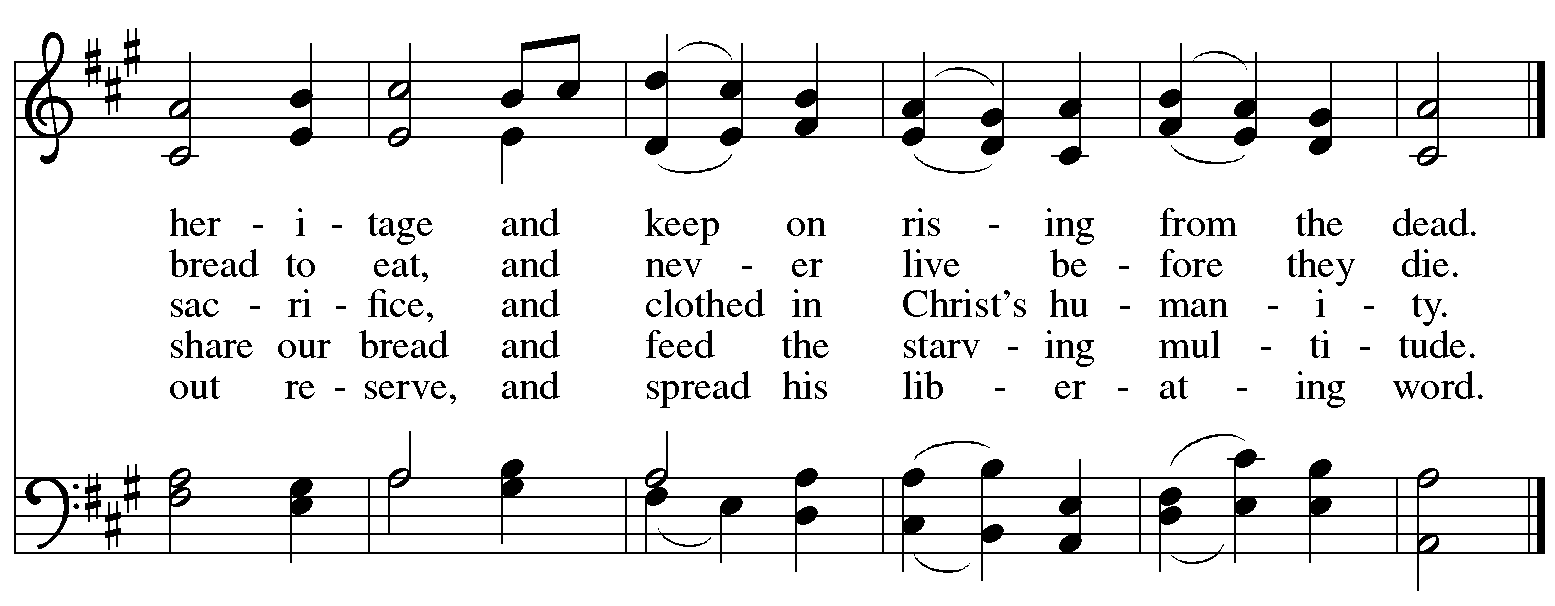 her - i - tage and keep on ris - ing from the dead.
bread to eat, and nev - er live be - fore they die.
sac - ri - fice, and clothed in Christ's hu - man - i - ty.
share our bread and feed the starv - ing mul - ti - tude.
out re - serve, and spread his lib - er - at - ing word.